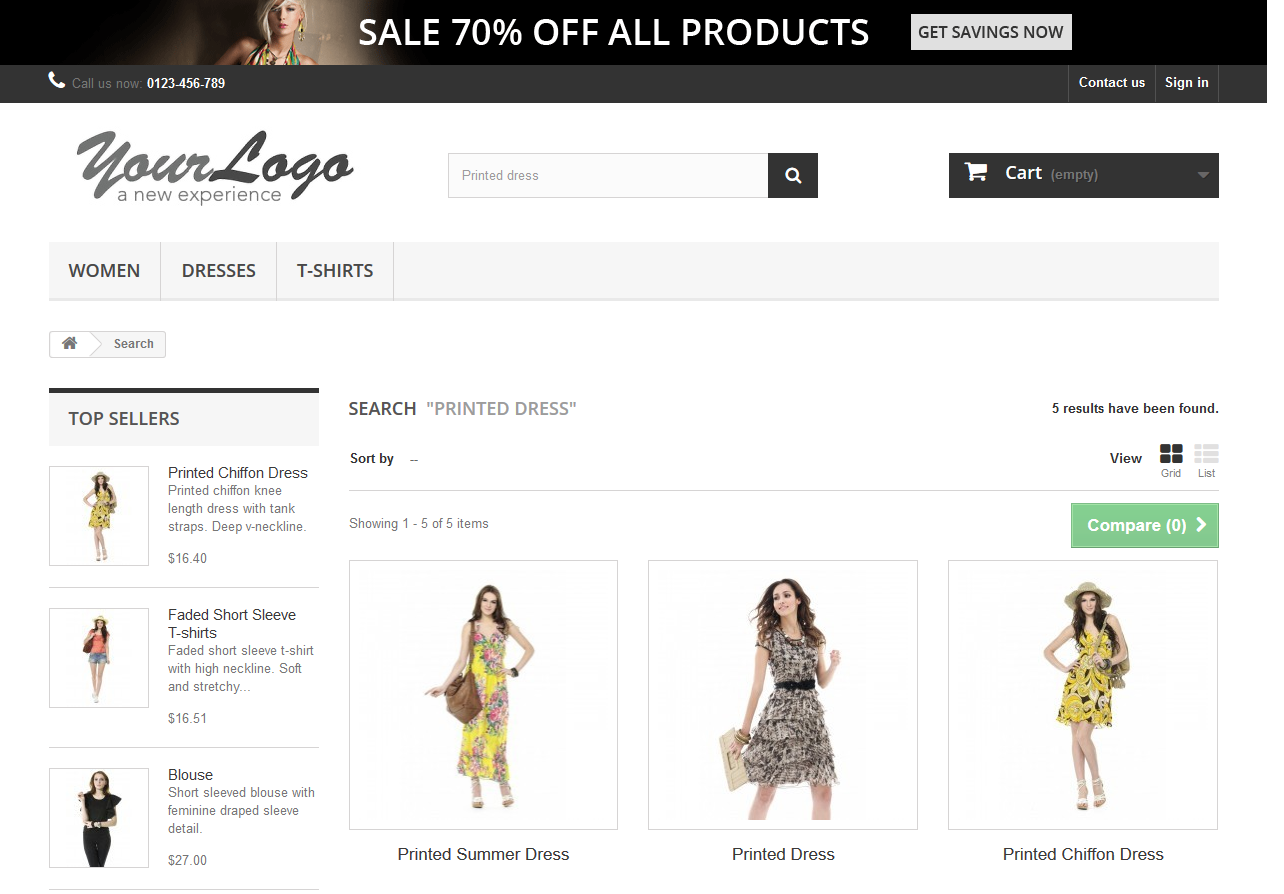 SALE 70% OFF ALL PRODUCTS
GET SAVINGS NOW
Call us now: 0123-456-789
Contact us
Sign in
YourLogo
a new experience
Printed dress
Cart (empty)
WOMEN
DRESSES
T-SHIRTS
Search
TOP SELLERS
Printed Chiffon Dress
Printed chiffon knee
length dress with tank
straps. Deep v-neckline.
$16.40
Faded Short Sleeve
T-shirts
Faded short sleeve t-shirt
with high neckline. Soft
and stretchy...
$16.51
Blouse
Short sleeved blouse with
feminine draped sleeve
detail.
$27.00
SEARCH "PRINTED DRESS"
5 results have been found.
Sort by --
View
Grid
List
Showing 1 - 5 of 5 items
Compare (0)
Printed Summer Dress
Printed Dress
Printed Chiffon Dress